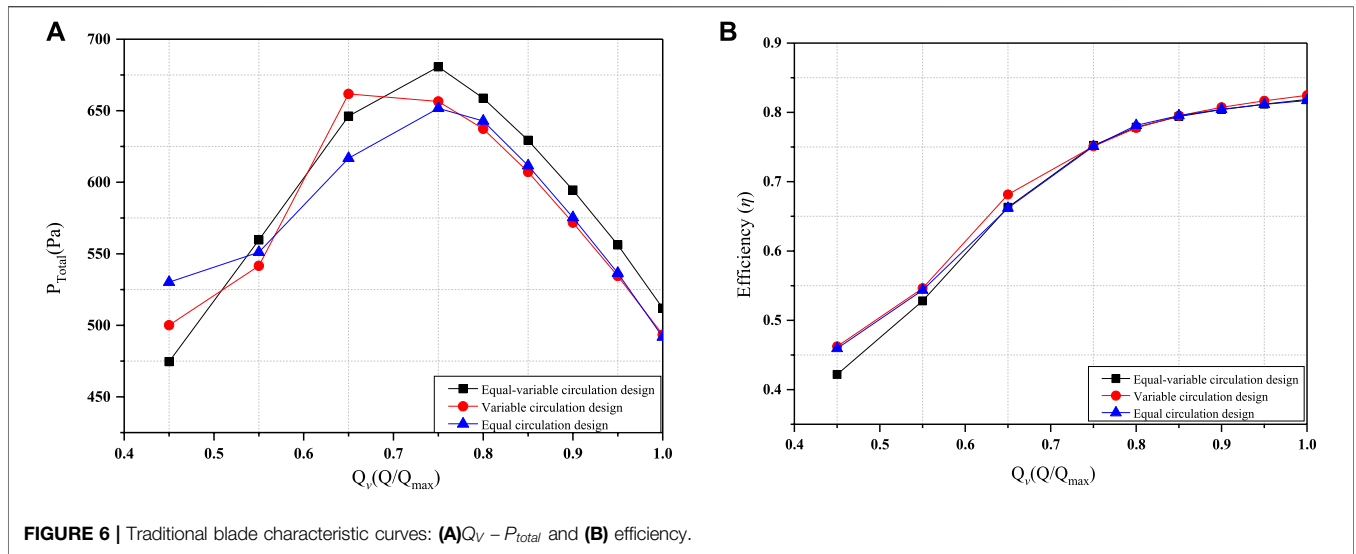 A
700
650
600
550
500
450
P_Total(Pa)
0.4 0.5 0.6 0.7 0.8 0.9 1.0
Q_v(Q/Q_max)
Equal-variable circulation design
Variable circulation design
Equal circulation design
B
0.9
0.8
0.7
0.6
0.5
0.4
Efficiency (η)
0.4 0.5 0.6 0.7 0.8 0.9 1.0
Q_v(Q/Q_max)
Equal-variable circulation design
Variable circulation design
Equal circulation design
FIGURE 6 | Traditional blade characteristic curves: (A)Q_V – P_total and (B) efficiency.